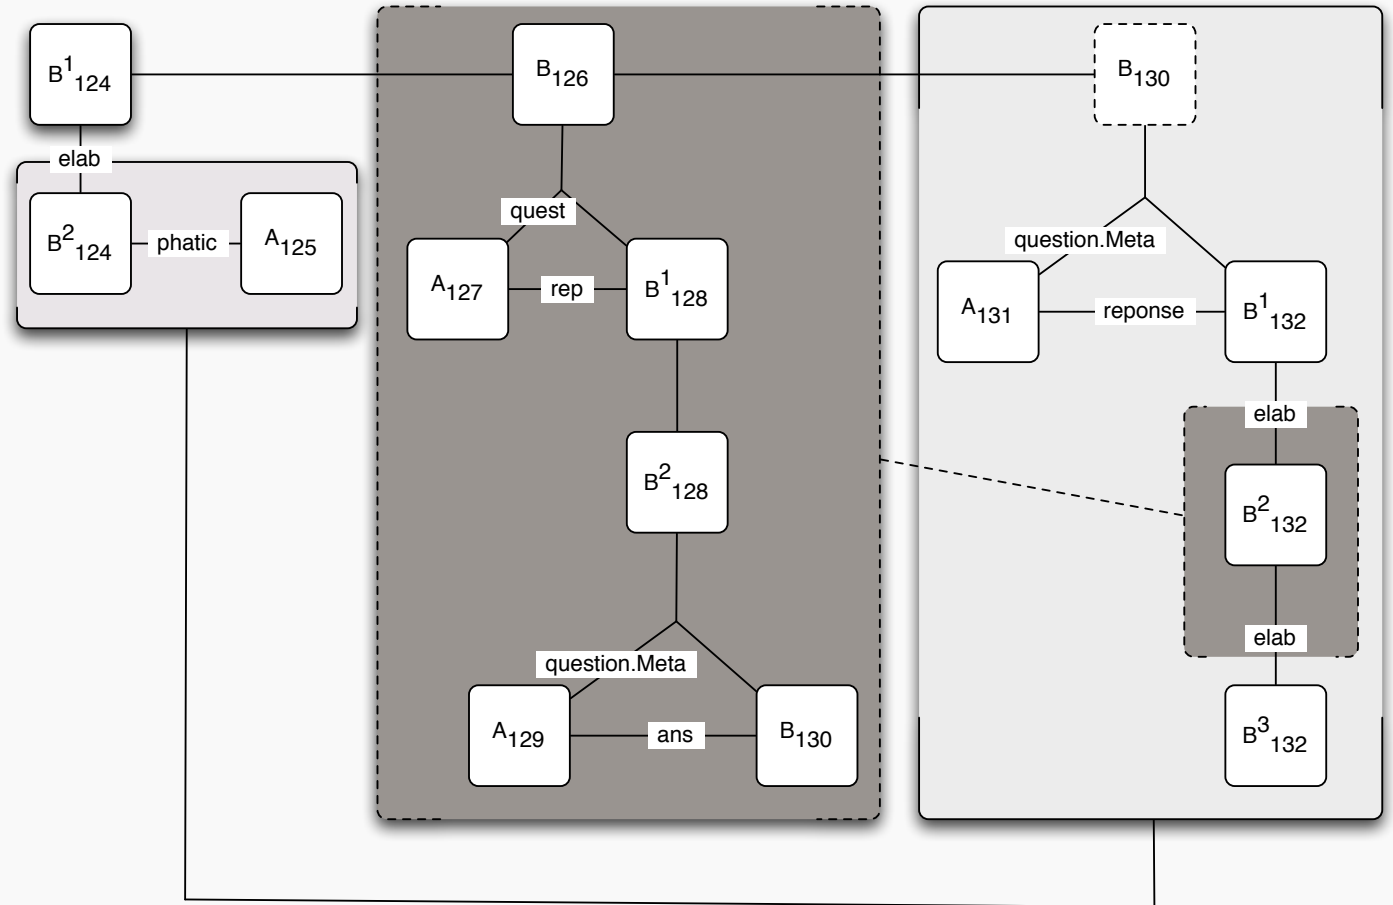 B¹₁₂₄
B₁₂₆
B₁₃₀
elab
B²₁₂₄
phatic
A₁₂₅
quest
A₁₂₇
rep
B¹₁₂₈
question.Meta
A₁₃₁
reponse
B¹₁₃₂
elab
B²₁₂₈
B²₁₃₂
elab
question.Meta
A₁₂₉
ans
B₁₃₀
B³₁₃₂